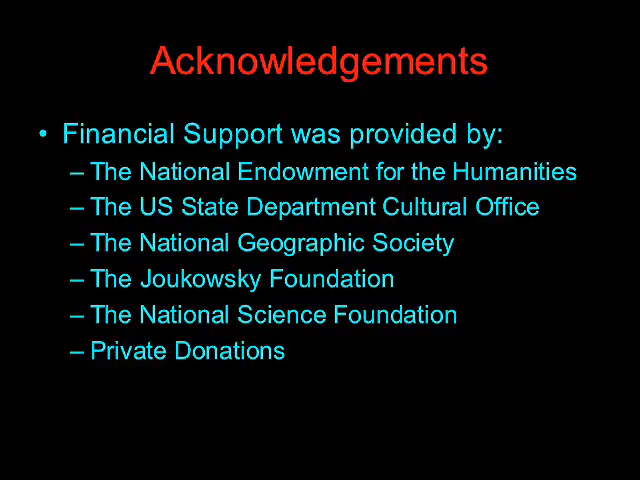 Acknowledgements
• Financial Support was provided by:
– The National Endowment for the Humanities
– The US State Department Cultural Office
– The National Geographic Society
– The Joukowsky Foundation
– The National Science Foundation
– Private Donations